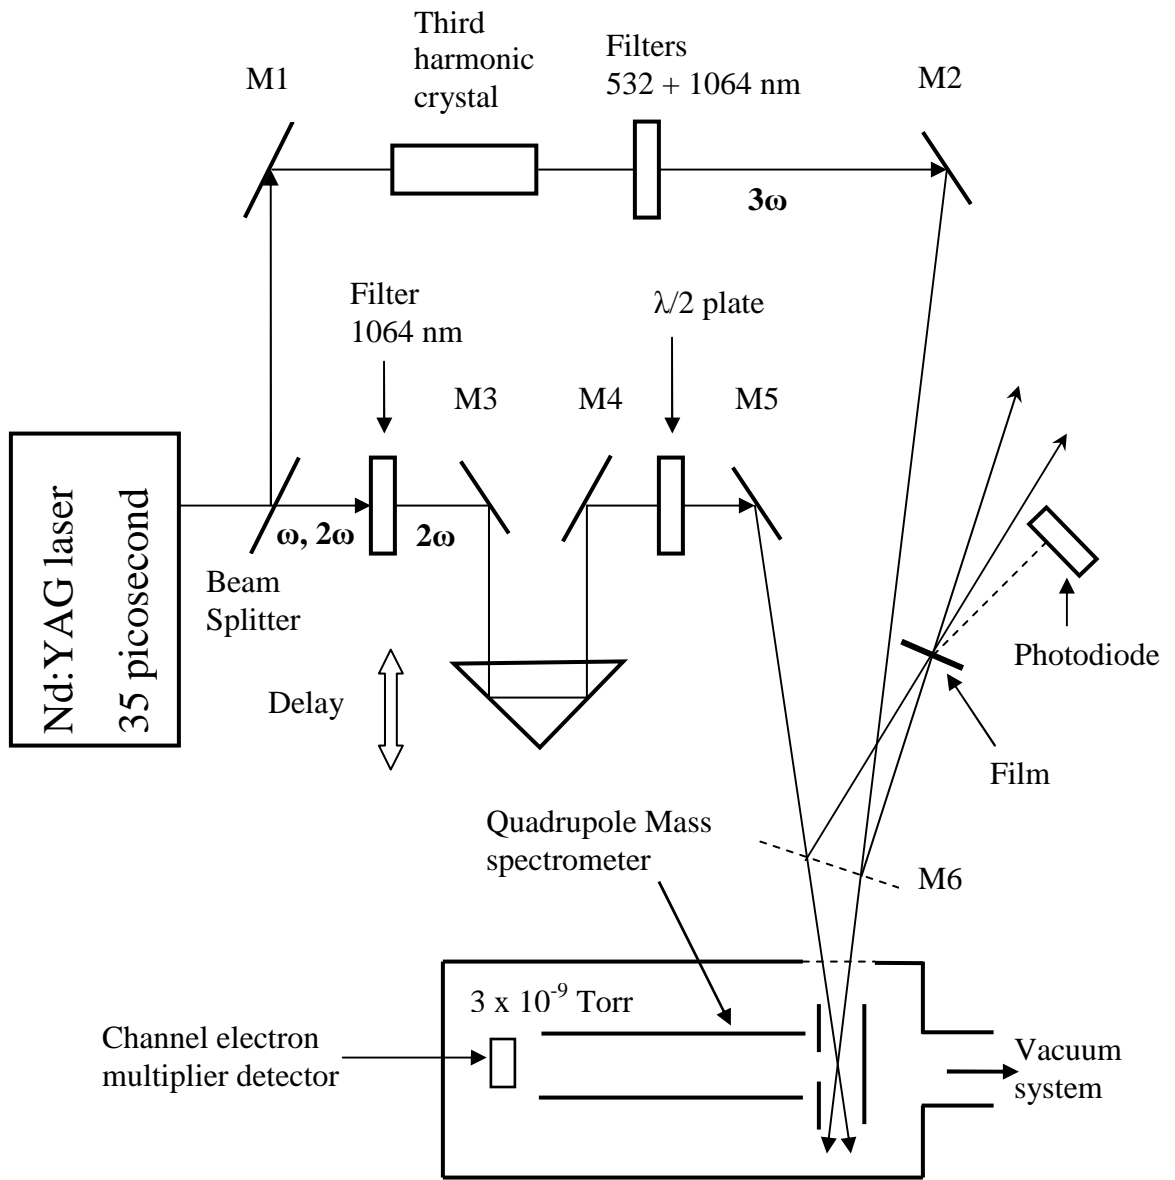 Third
harmonic
crystal
Filters
532 + 1064 nm
M1
M2
3ω
Filter
1064 nm
λ/2 plate
M3
M4
M5
Nd:YAG laser
35 picosecond
ω, 2ω
2ω
Beam
Splitter
Photodiode
Delay
Film
Quadrupole Mass
spectrometer
M6
3 x 10⁻⁹ Torr
Channel electron
multiplier detector
Vacuum
system